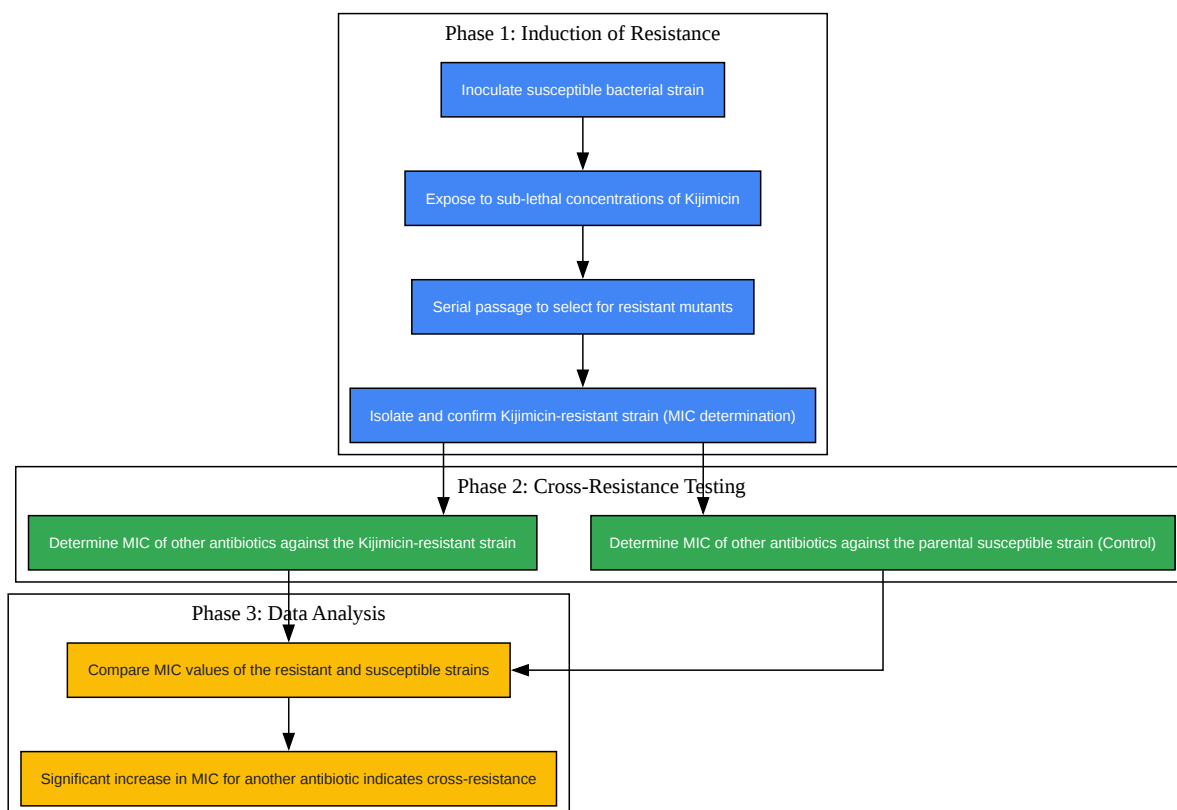 Phase 1: Induction of Resistance
Inoculate susceptible bacterial strain
Expose to sub-lethal concentrations of Kijimicin
Serial passage to select for resistant mutants
Isolate and confirm Kijimicin-resistant strain (MIC determination)
Phase 2: Cross-Resistance Testing
Determine MIC of other antibiotics against the Kijimicin-resistant strain
Determine MIC of other antibiotics against the parental susceptible strain (Control)
Phase 3: Data Analysis
Compare MIC values of the resistant and susceptible strains
Significant increase in MIC for another antibiotic indicates cross-resistance